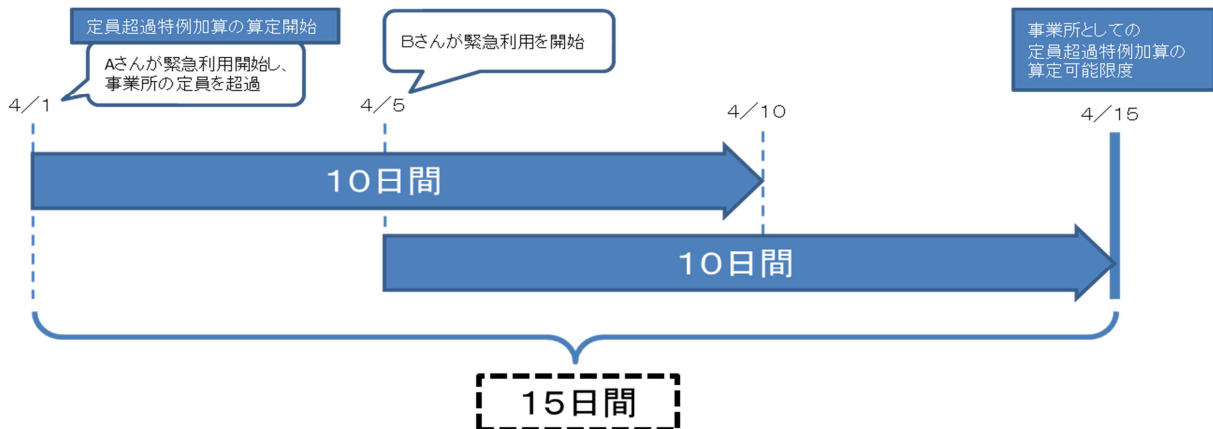 定員超過特例加算の算定開始
Aさんが緊急利用開始し、
事業所の定員を超過
Bさんが緊急利用を開始
事業所としての
定員超過特例加算の
算定可能限度
4/1
4/5
4/10
4/15
10日間
10日間
15日間